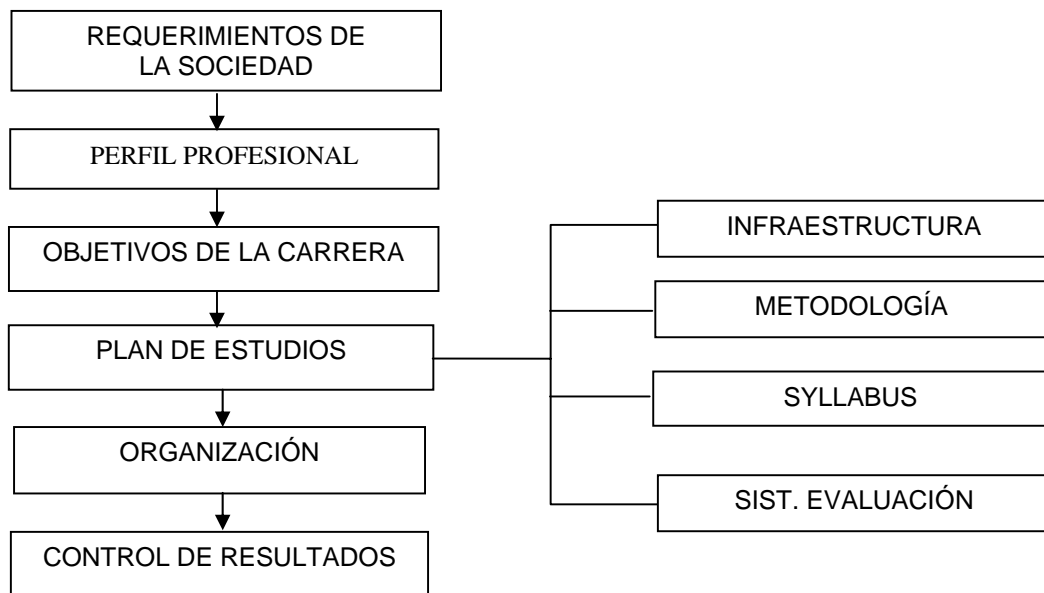 REQUERIMIENTOS DE
LA SOCIEDAD
PERFIL PROFESIONAL
OBJETIVOS DE LA CARRERA
PLAN DE ESTUDIOS
ORGANIZACIÓN
CONTROL DE RESULTADOS
INFRAESTRUCTURA
METODOLOGÍA
SYLLABUS
SIST. EVALUACIÓN